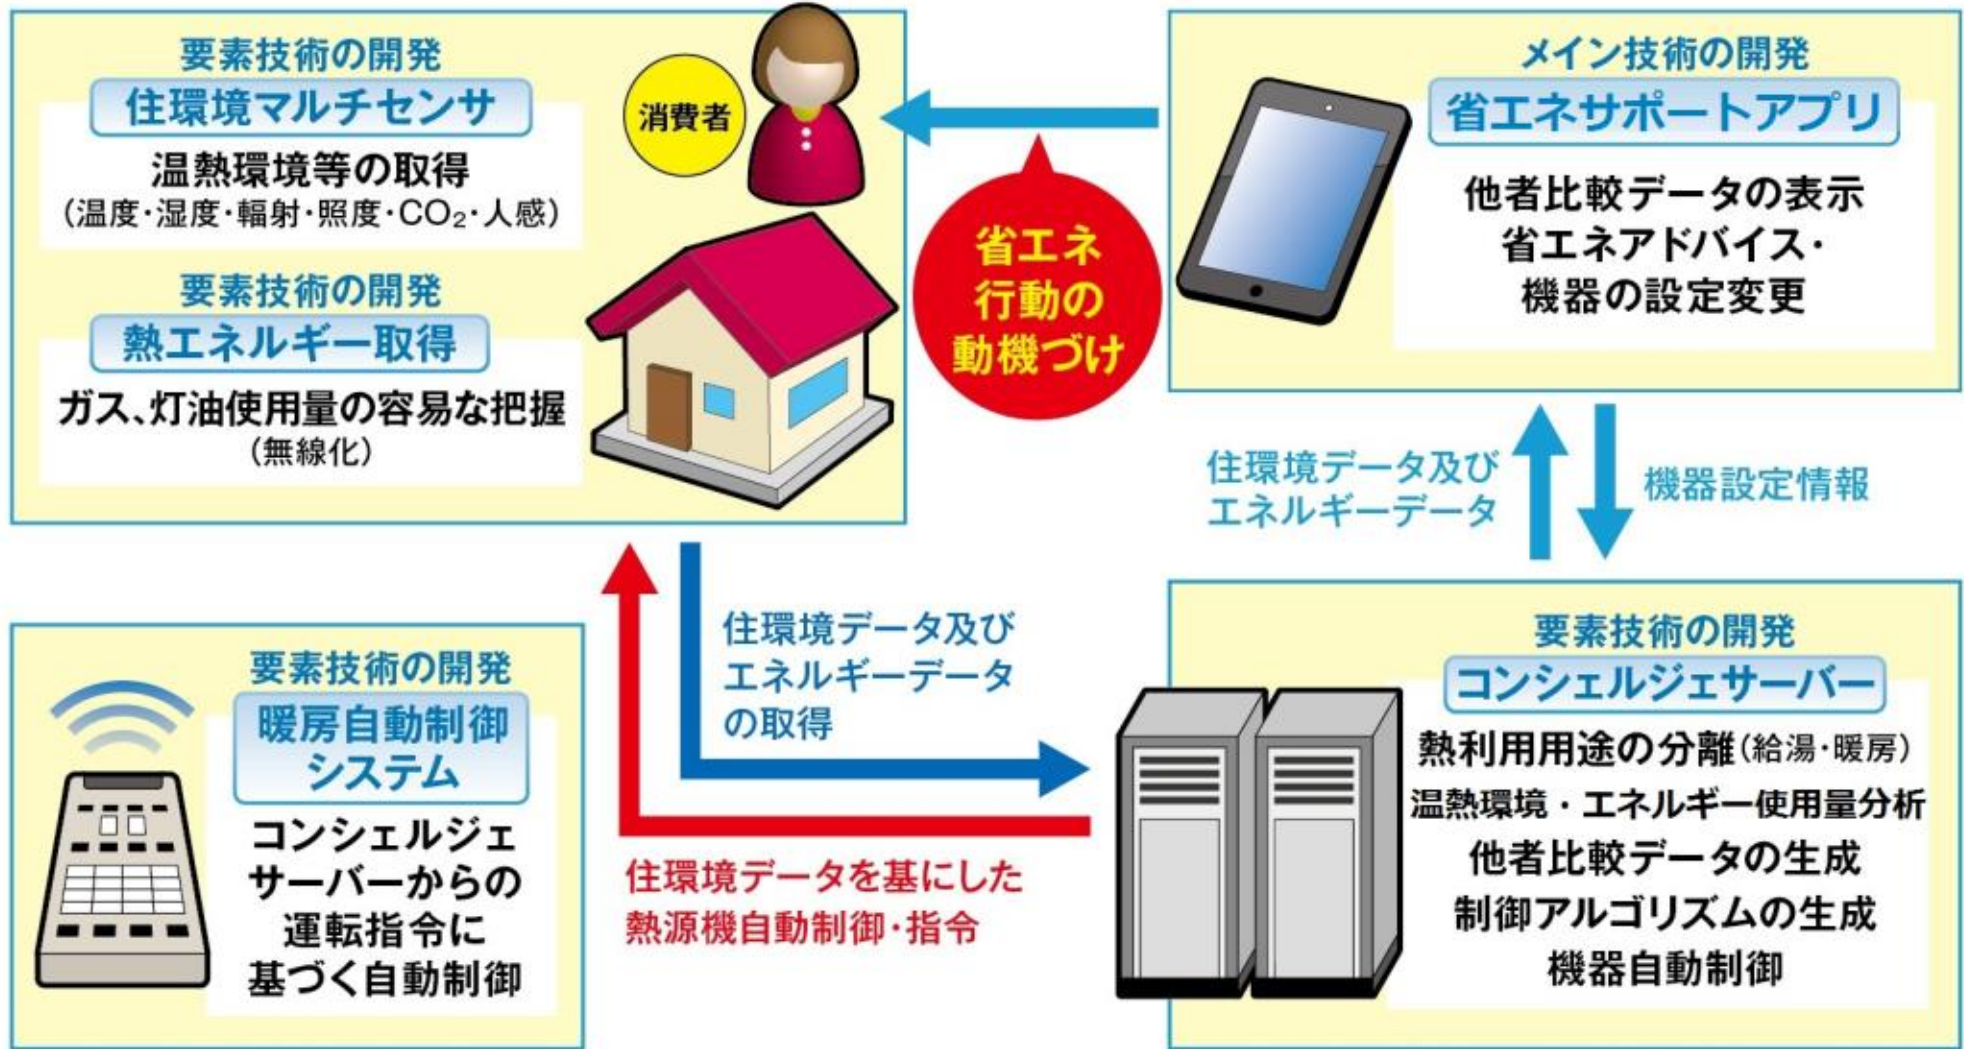 要素技術の開発
住環境マルチセンサ
温熱環境等の取得
（温度・湿度・輻射・照度・CO₂・人感）
要素技術の開発
熱エネルギー取得
ガス、灯油使用量の容易な把握
（無線化）
消費者
省エネ
行動の
動機づけ
メイン技術の開発
省エネサポートアプリ
他者比較データの表示
省エネアドバイス・
機器の設定変更
住環境データ及び
エネルギーデータ
機器設定情報
要素技術の開発
暖房自動制御
システム
コンシェルジェ
サーバーからの
運転指令に
基づく自動制御
住環境データ及び
エネルギーデータ
の取得
住環境データを基にした
熱源機自動制御・指令
要素技術の開発
コンシェルジェサーバー
熱利用用途の分離（給湯・暖房）
温熱環境・エネルギー使用量分析
他者比較データの生成
制御アルゴリズムの生成
機器自動制御